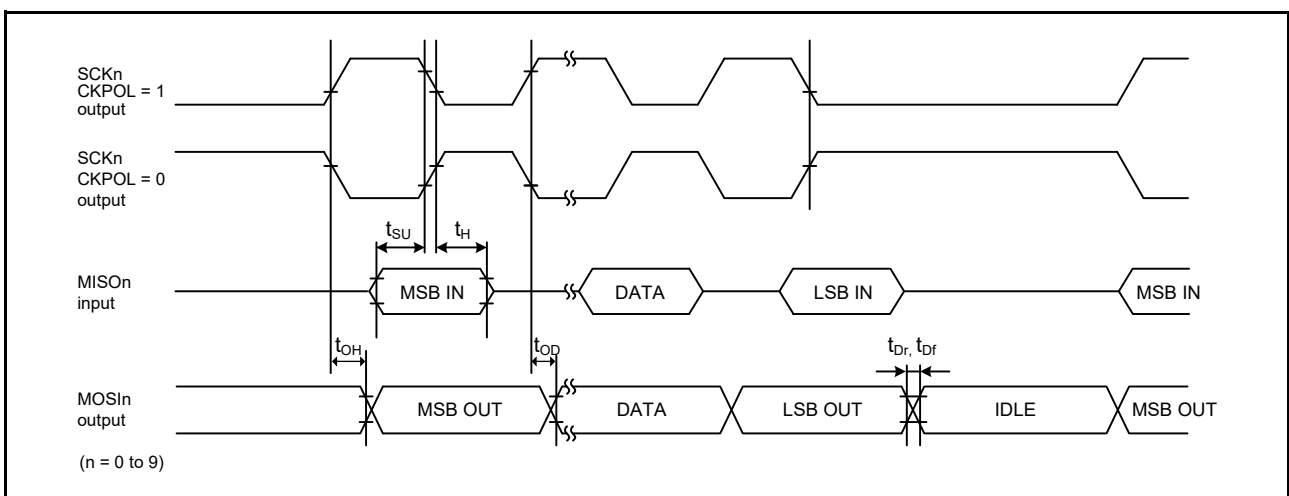 SCKn
CKPOL = 1
output
SCKn
CKPOL = 0
output
tSU
tH
MISOn
input
MSB IN
DATA
LSB IN
MSB IN
tOH
tOD
tDr, tDf
MOSIn
output
MSB OUT
DATA
LSB OUT
IDLE
MSB OUT
(n = 0 to 9)